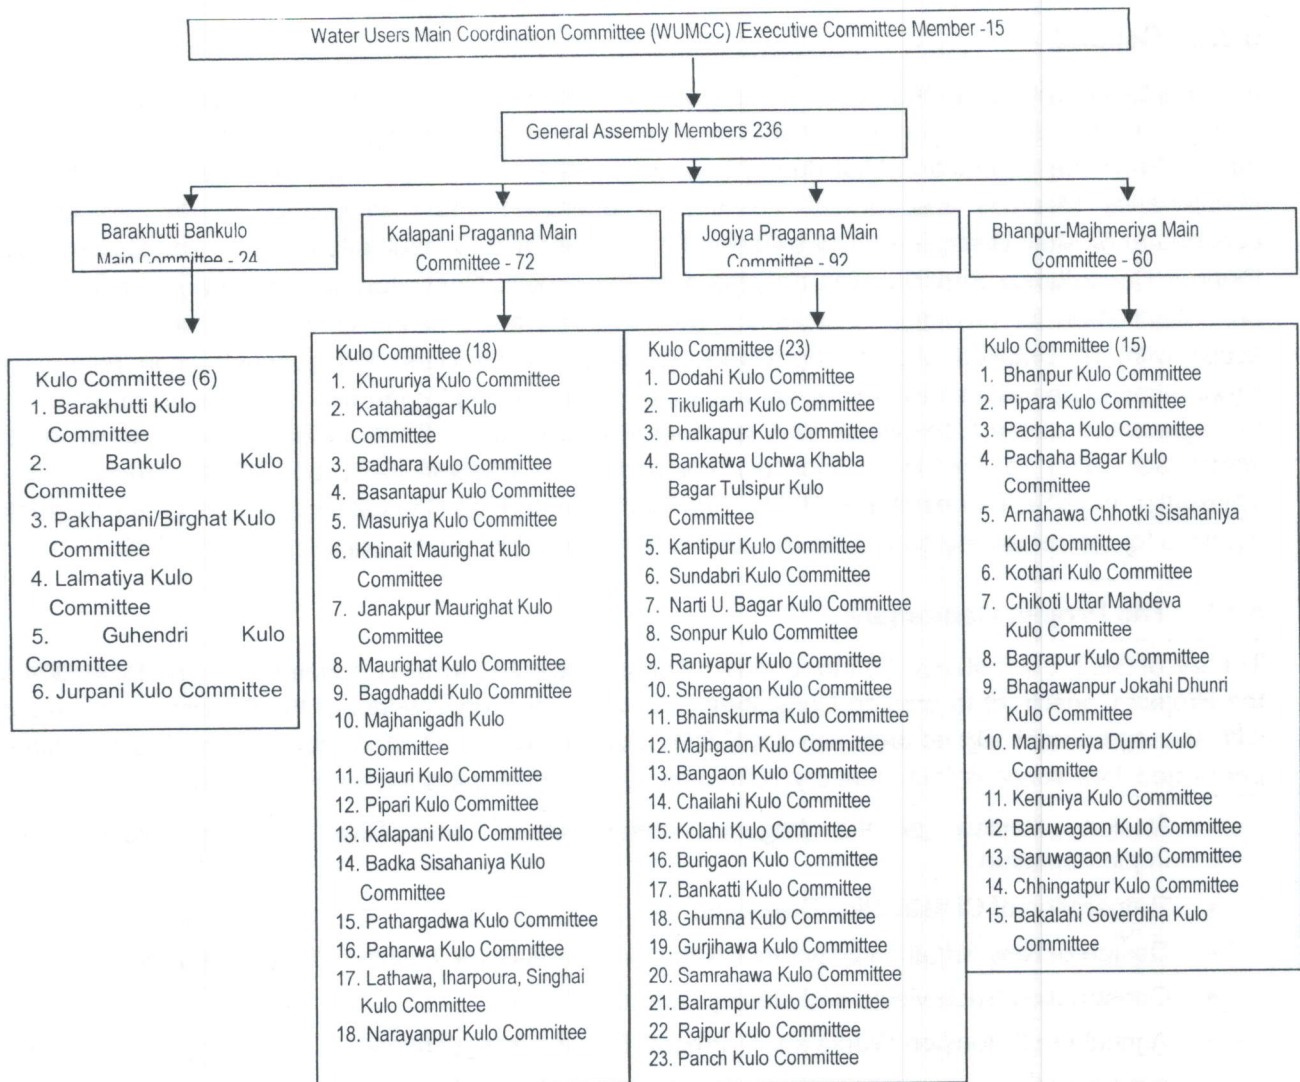 Water Users Main Coordination Committee (WUMCC) /Executive Committee Member -15
General Assembly Members 236
Barakhutti Bankulo
Main Committee - 24
Kalapani Praganna Main
Committee - 72
Jogiya Praganna Main
Committee - 92
Bhanpur-Majhmeriya Main
Committee - 60
Kulo Committee (6)
1. Barakhutti Kulo
Committee
2. Bankulo Kulo
Committee
3. Pakhapani/Birghat Kulo
Committee
4. Lalmatiya Kulo
Committee
5. Guhendri Kulo
Committee
6. Jurpani Kulo Committee
Kulo Committee (18)
1. Khururiya Kulo Committee
2. Katahabagar Kulo
Committee
3. Badhara Kulo Committee
4. Basantapur Kulo Committee
5. Masuriya Kulo Committee
6. Khinait Maurighat kulo
Committee
7. Janakpur Maurighat Kulo
Committee
8. Maurighat Kulo Committee
9. Bagdhaddi Kulo Committee
10. Majhanigadh Kulo
Committee
11. Bijauri Kulo Committee
12. Pipari Kulo Committee
13. Kalapani Kulo Committee
14. Badka Sisahaniya Kulo
Committee
15. Pathargadwa Kulo Committee
16. Paharwa Kulo Committee
17. Lathawa, Iharpoura, Singhai
Kulo Committee
18. Narayanpur Kulo Committee
Kulo Committee (23)
1. Dodahi Kulo Committee
2. Tikuligarh Kulo Committee
3. Phalkapur Kulo Committee
4. Bankatwa Uchwa Khabla
Bagar Tulsipur Kulo
Committee
5. Kantipur Kulo Committee
6. Sundabri Kulo Committee
7. Narti U. Bagar Kulo Committee
8. Sonpur Kulo Committee
9. Raniyapur Kulo Committee
10. Shreegaon Kulo Committee
11. Bhainskurma Kulo Committee
12. Majhgaon Kulo Committee
13. Bangaon Kulo Committee
14. Chailahi Kulo Committee
15. Kolahi Kulo Committee
16. Burigaon Kulo Committee
17. Bankatti Kulo Committee
18. Ghumna Kulo Committee
19. Gurjihawa Kulo Committee
20. Samrahawa Kulo Committee
21. Balrampur Kulo Committee
22 Rajpur Kulo Committee
23. Panch Kulo Committee
Kulo Committee (15)
1. Bhanpur Kulo Committee
2. Pipara Kulo Committee
3. Pachaha Kulo Committee
4. Pachaha Bagar Kulo
Committee
5. Arnahawa Chhotki Sisahaniya
Kulo Committee
6. Kothari Kulo Committee
7. Chikoti Uttar Mahdeva
Kulo Committee
8. Bagrapur Kulo Committee
9. Bhagawanpur Jokahi Dhunri
Kulo Committee
10. Majhmeriya Dumri Kulo
Committee
11. Keruniya Kulo Committee
12. Baruwagaon Kulo Committee
13. Saruwagaon Kulo Committee
14. Chhingatpur Kulo Committee
15. Bakalahi Goverdiha Kulo
Committee